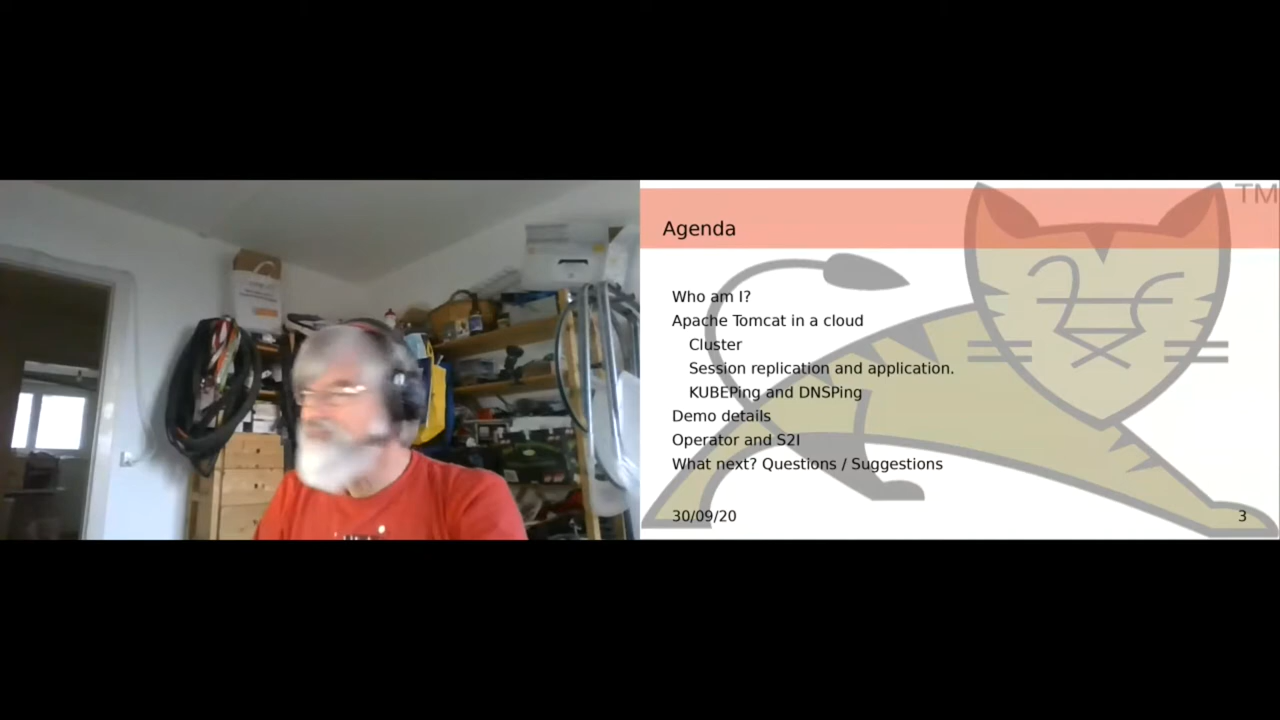 TM
Agenda
Who am I?
Apache Tomcat in a cloud
Cluster
Session replication and application.
KUBEPing and DNSPing
Demo details
Operator and S2I
What next? Questions / Suggestions
30/09/20
3